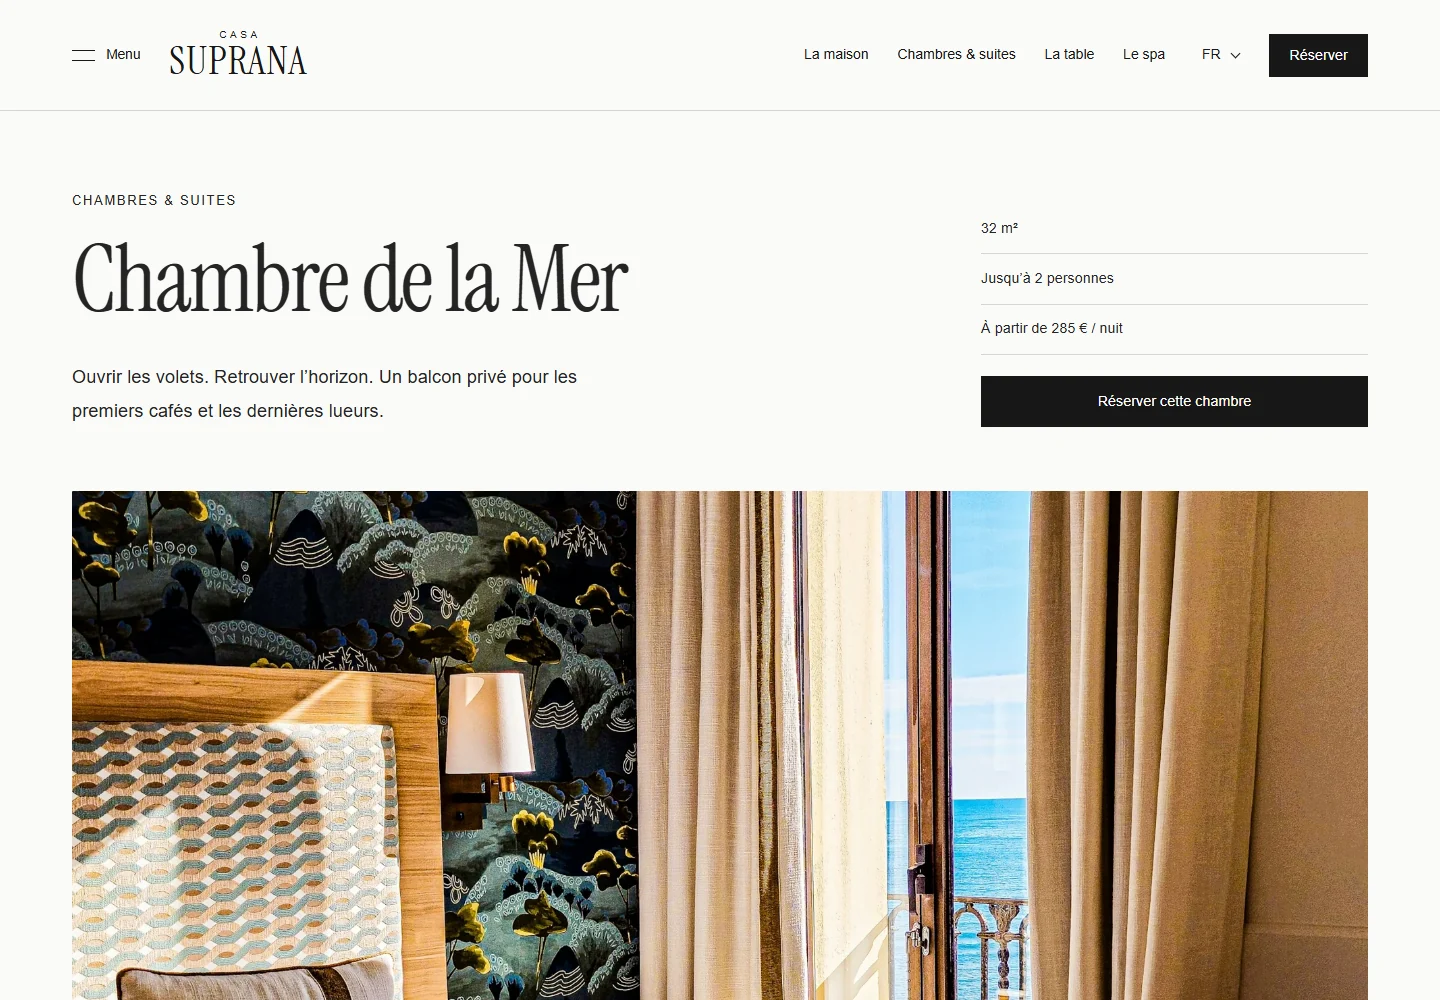 Menu
CASA
SUPRANA
La maison
Chambres & suites
La table
Le spa
FR
Réserver
CHAMBRES & SUITES
Chambre de la Mer
Ouvrir les volets. Retrouver l’horizon. Un balcon privé pour les
premiers cafés et les dernières lueurs.
32 m²
Jusqu’à 2 personnes
À partir de 285 € / nuit
Réserver cette chambre